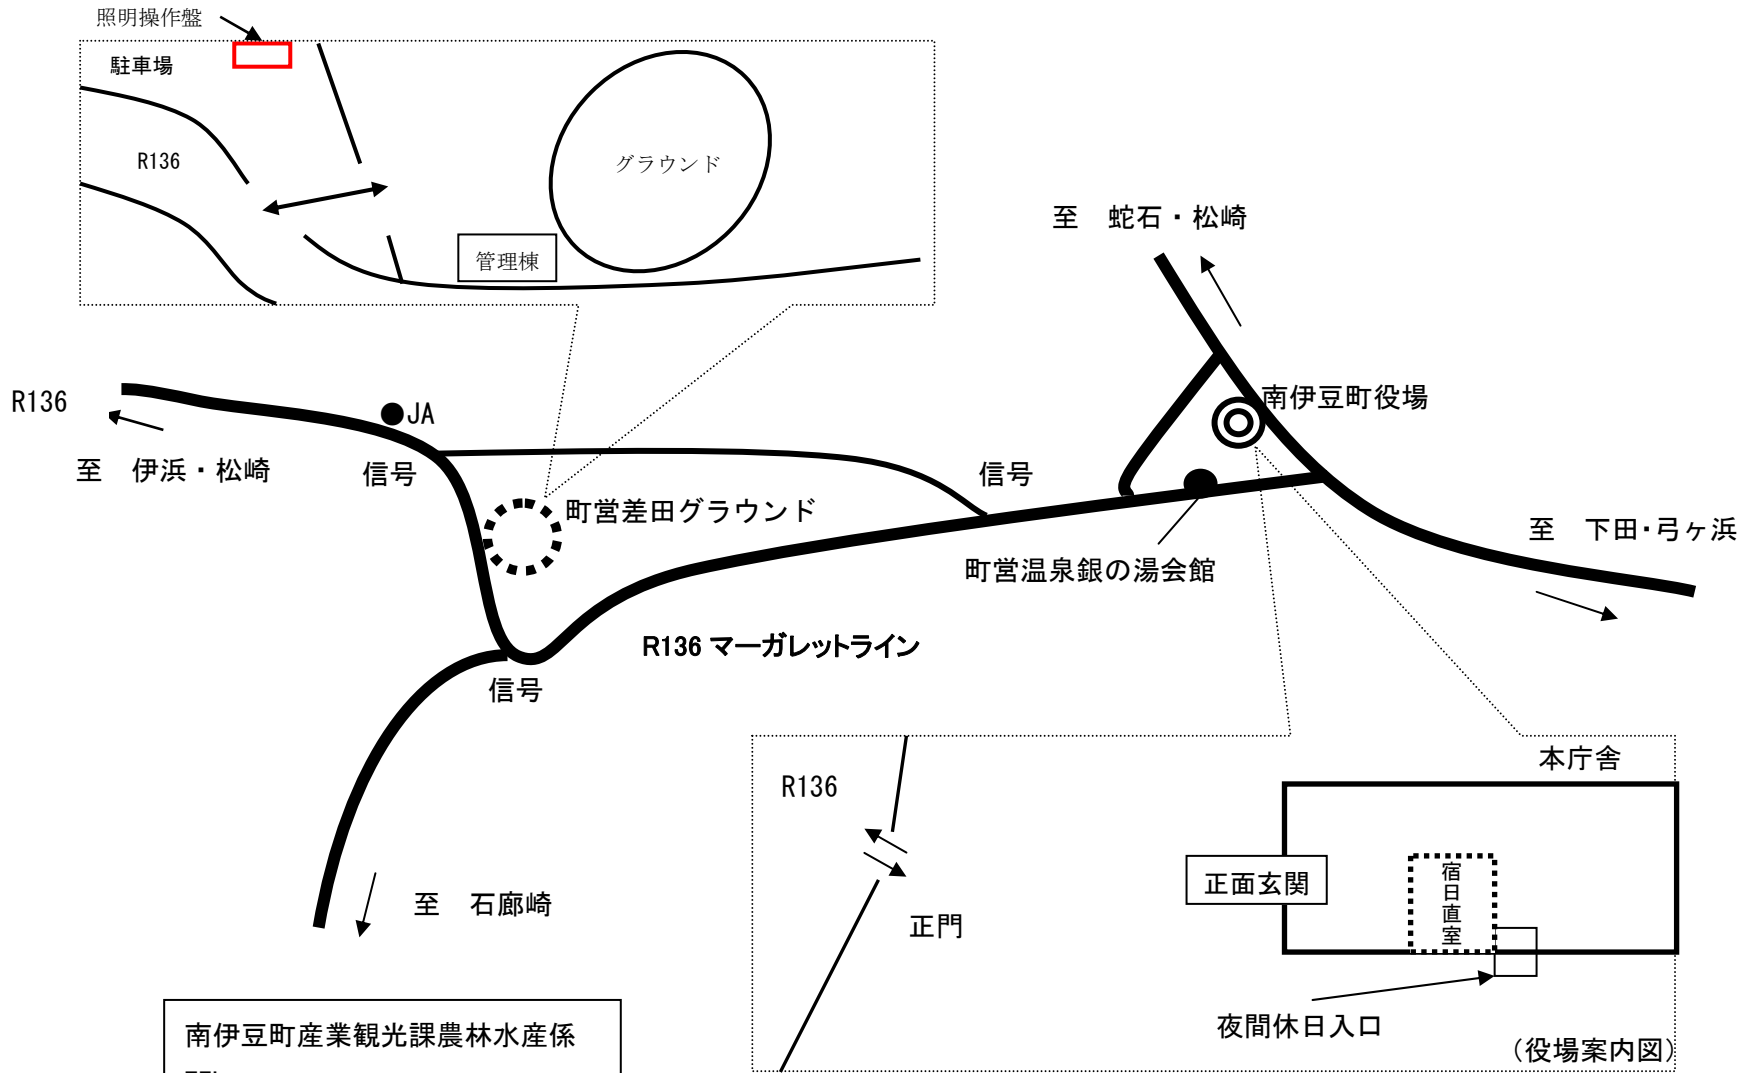 照明操作盤
駐車場
R136
グラウンド
管理棟
至　蛇石・松崎
南伊豆町役場
R136
JA
至　伊浜・松崎
信号
信号
町営差田グラウンド
至　下田・弓ヶ浜
町営温泉銀の湯会館
R136 マーガレットライン
信号
本庁舎
R136
正面玄関
宿日直室
至　石廊崎
正門
夜間休日入口
(役場案内図)
南伊豆町産業観光課農林水産係